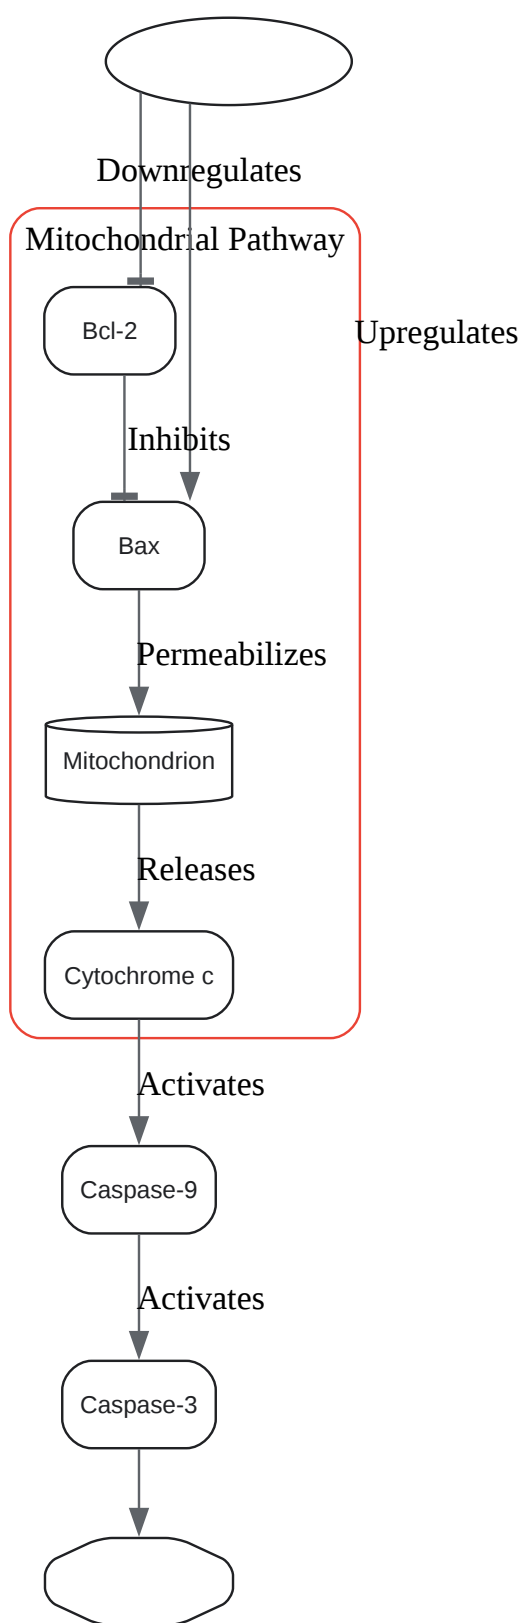 Downregulates
Mitochondrial Pathway
Bcl-2
Upregulates
Inhibits
Bax
Permeabilizes
Mitochondrion
Releases
Cytochrome c
Activates
Caspase-9
Activates
Caspase-3